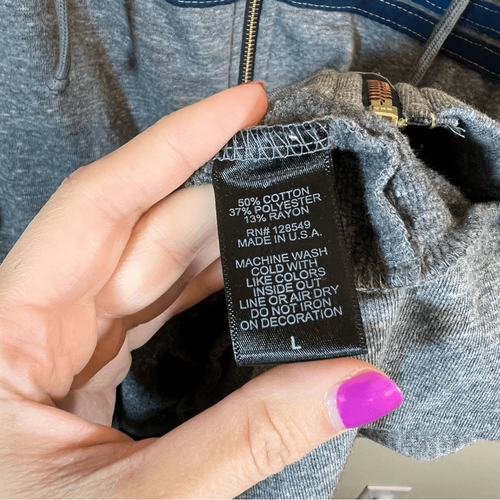 50% COTTON
37% POLYESTER
13% RAYON
RN# 128549
MADE IN U.S.A.
MACHINE WASH
COLD WITH
LIKE COLORS
INSIDE OUT
LINE OR AIR DRY
DO NOT IRON
ON DECORATION
L